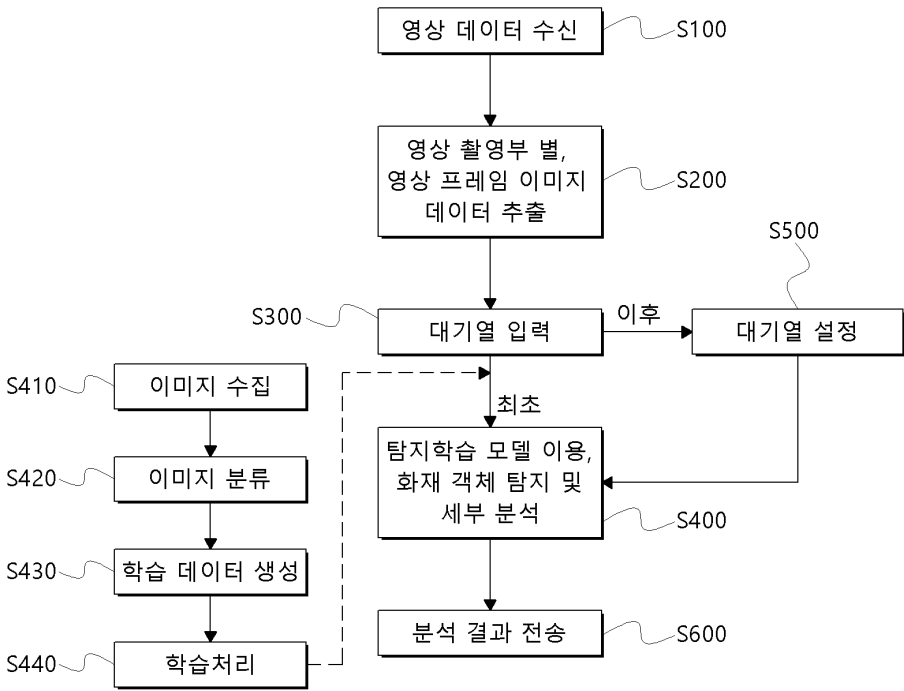 영상 데이터 수신
S100
영상 촬영부 별,
영상 프레임 이미지
데이터 추출
S200
S500
S300
대기열 입력
이후
대기열 설정
S410
이미지 수집
최초
탐지학습 모델 이용,
화재 객체 탐지 및
세부 분석
S400
S420
이미지 분류
S430
학습 데이터 생성
S440
학습처리
분석 결과 전송
S600